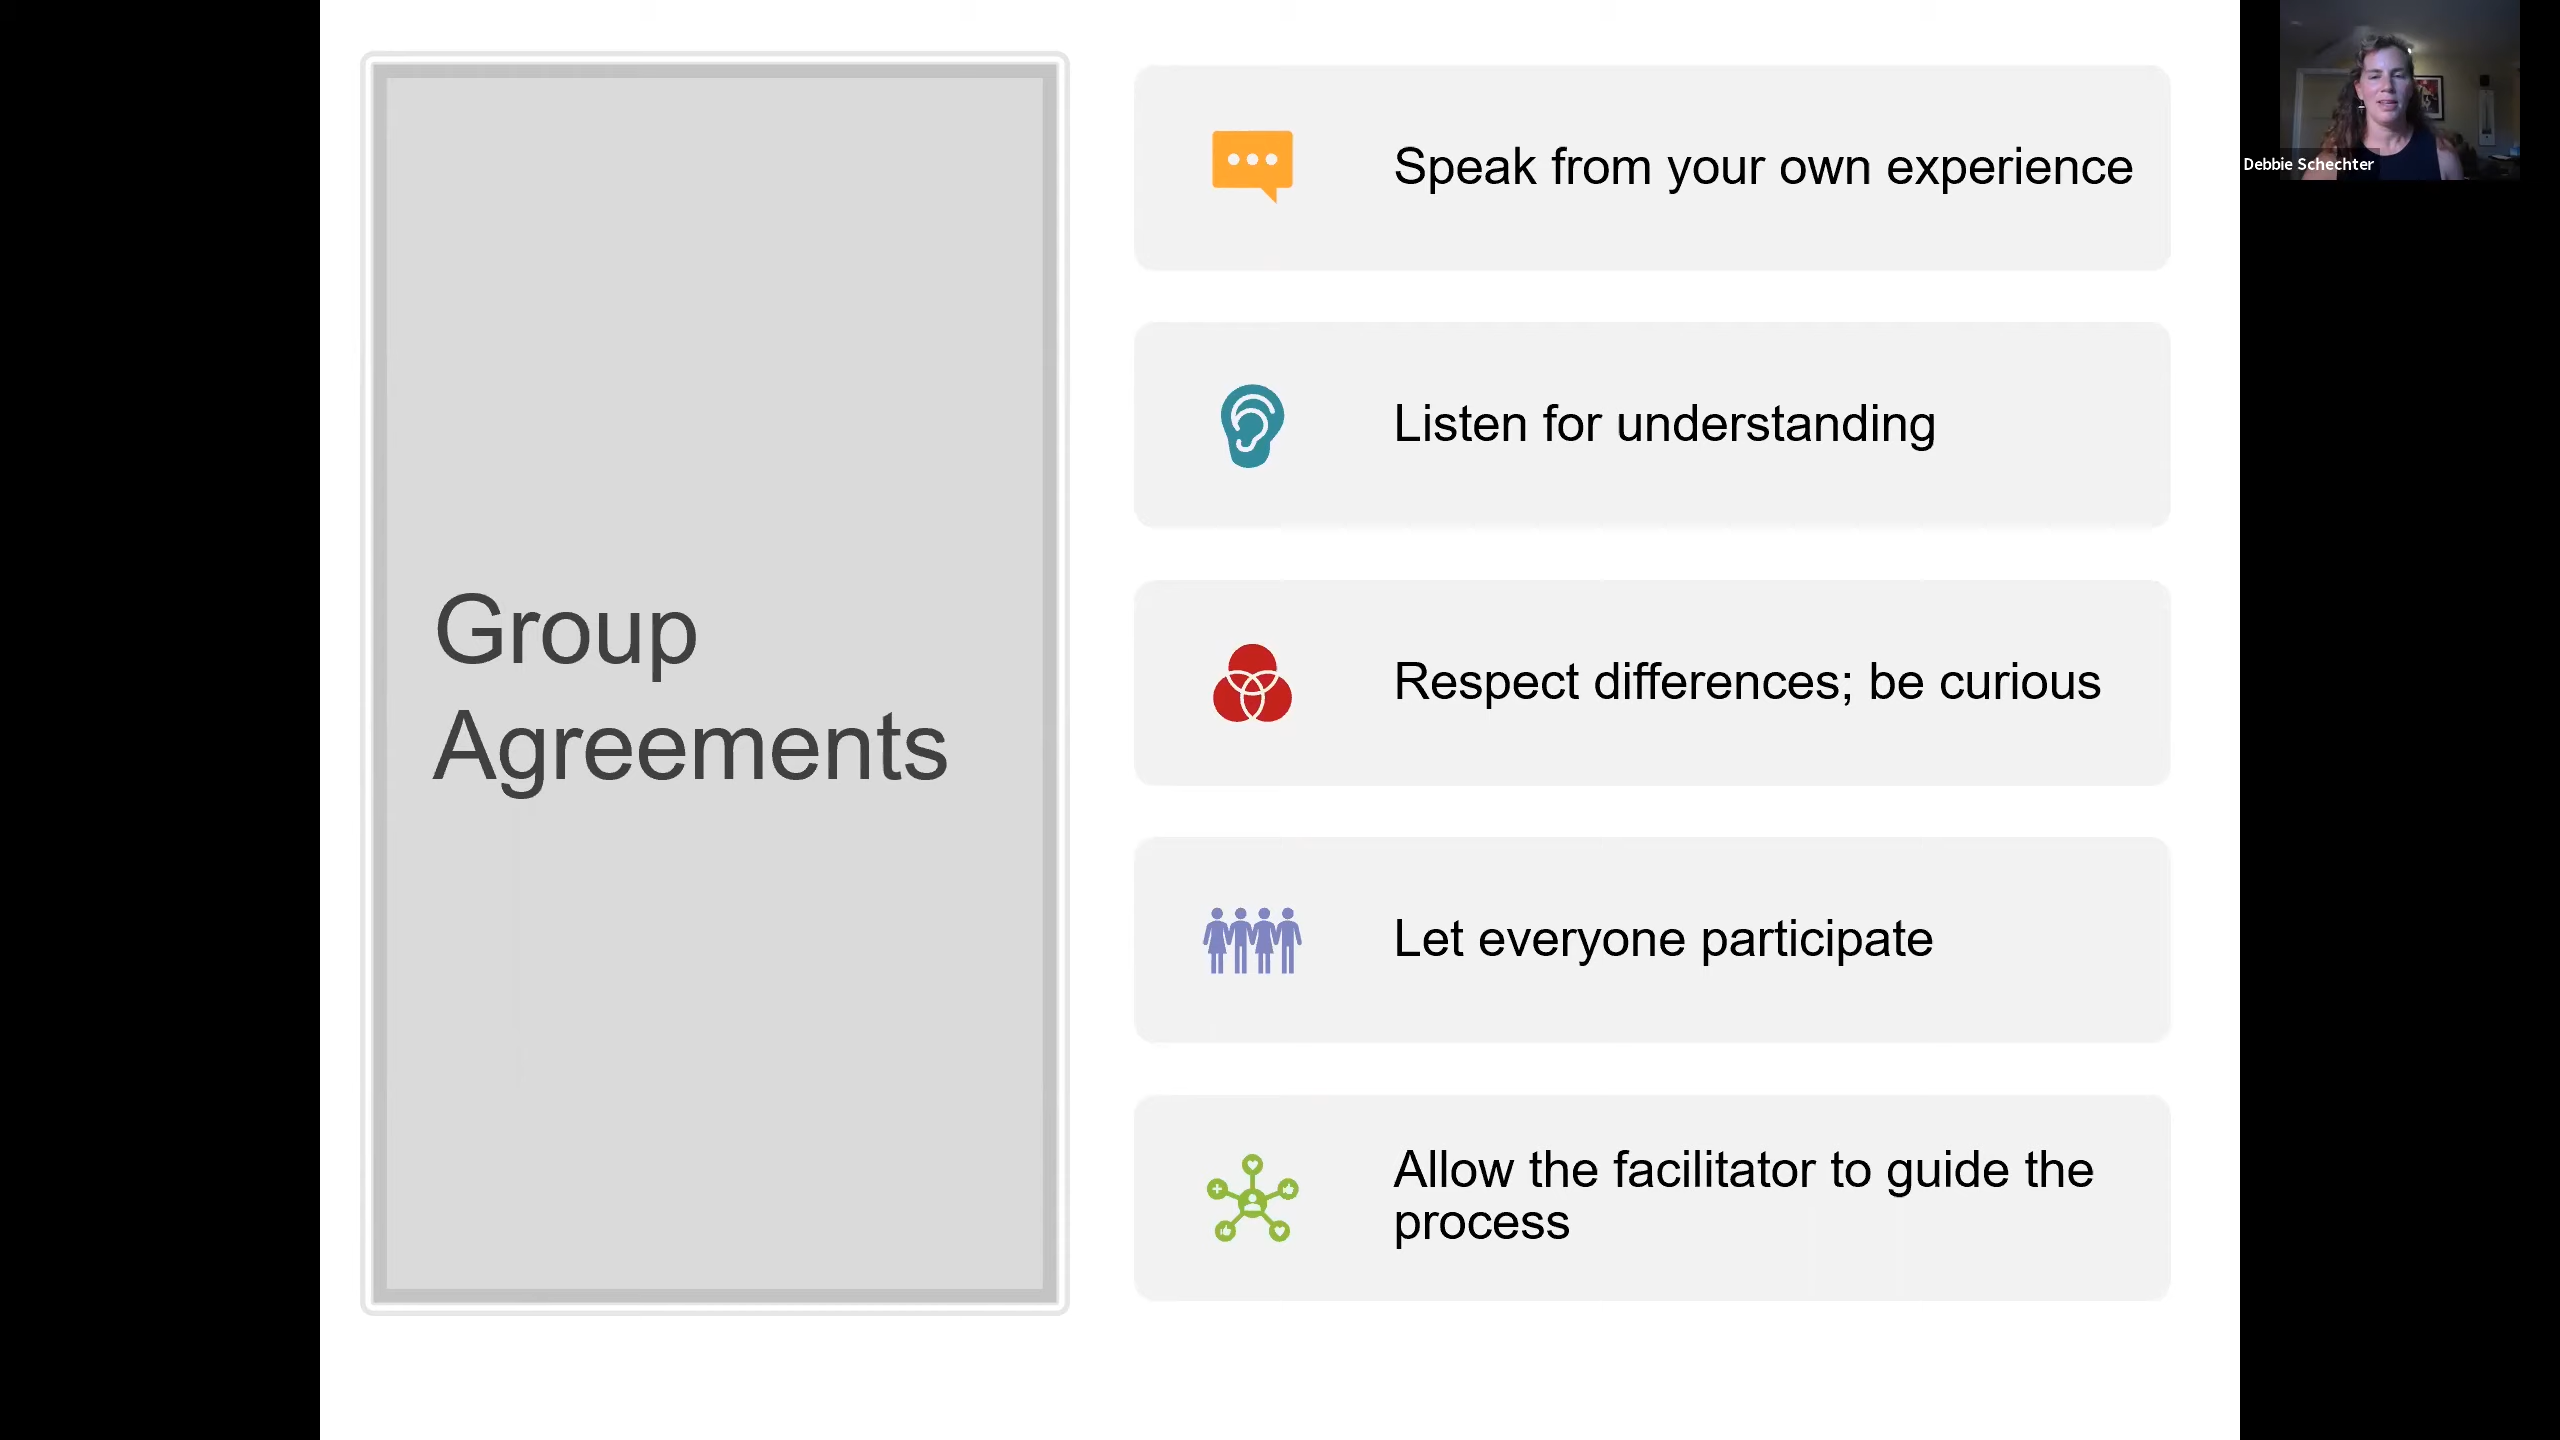 Group
Agreements
Speak from your own experience
Listen for understanding
Respect differences; be curious
Let everyone participate
Allow the facilitator to guide the
process
Debbie Schechter